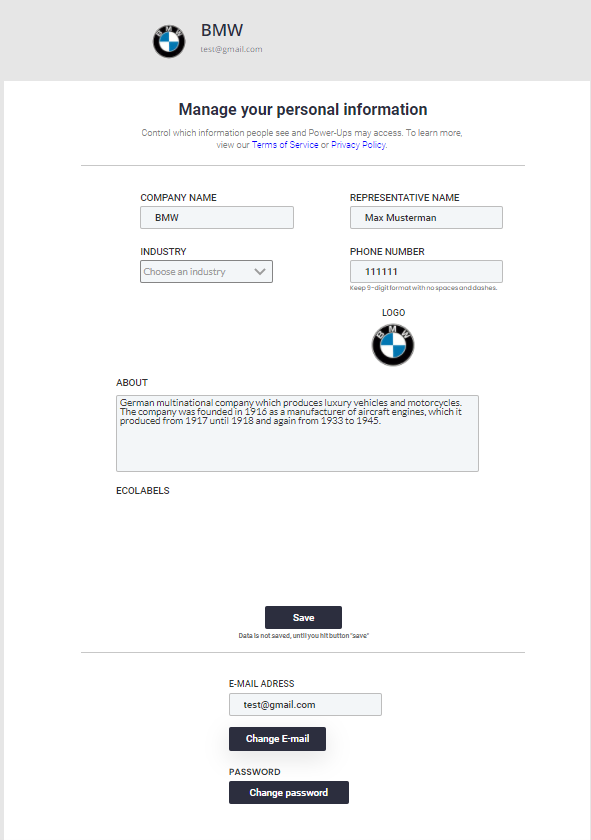 BMW
test@gmail.com
Manage your personal information
Control which information people see and Power-Ups may access. To learn more,
view our Terms of Service or Privacy Policy.
COMPANY NAME
BMW
REPRESENTATIVE NAME
Max Musterman
INDUSTRY
Choose an industry
PHONE NUMBER
111111
Keep 9-digit format with no spaces and dashes.
LOGO
BMW
ABOUT
German multinational company which produces luxury vehicles and motorcycles.
The company was founded in 1916 as a manufacturer of aircraft engines, which it
produced from 1917 until 1918 and again from 1933 to 1945.
ECOLABELS
Save
Data is not saved, until you hit button "save"
E-MAIL ADRESS
test@gmail.com
Change E-mail
PASSWORD
Change password